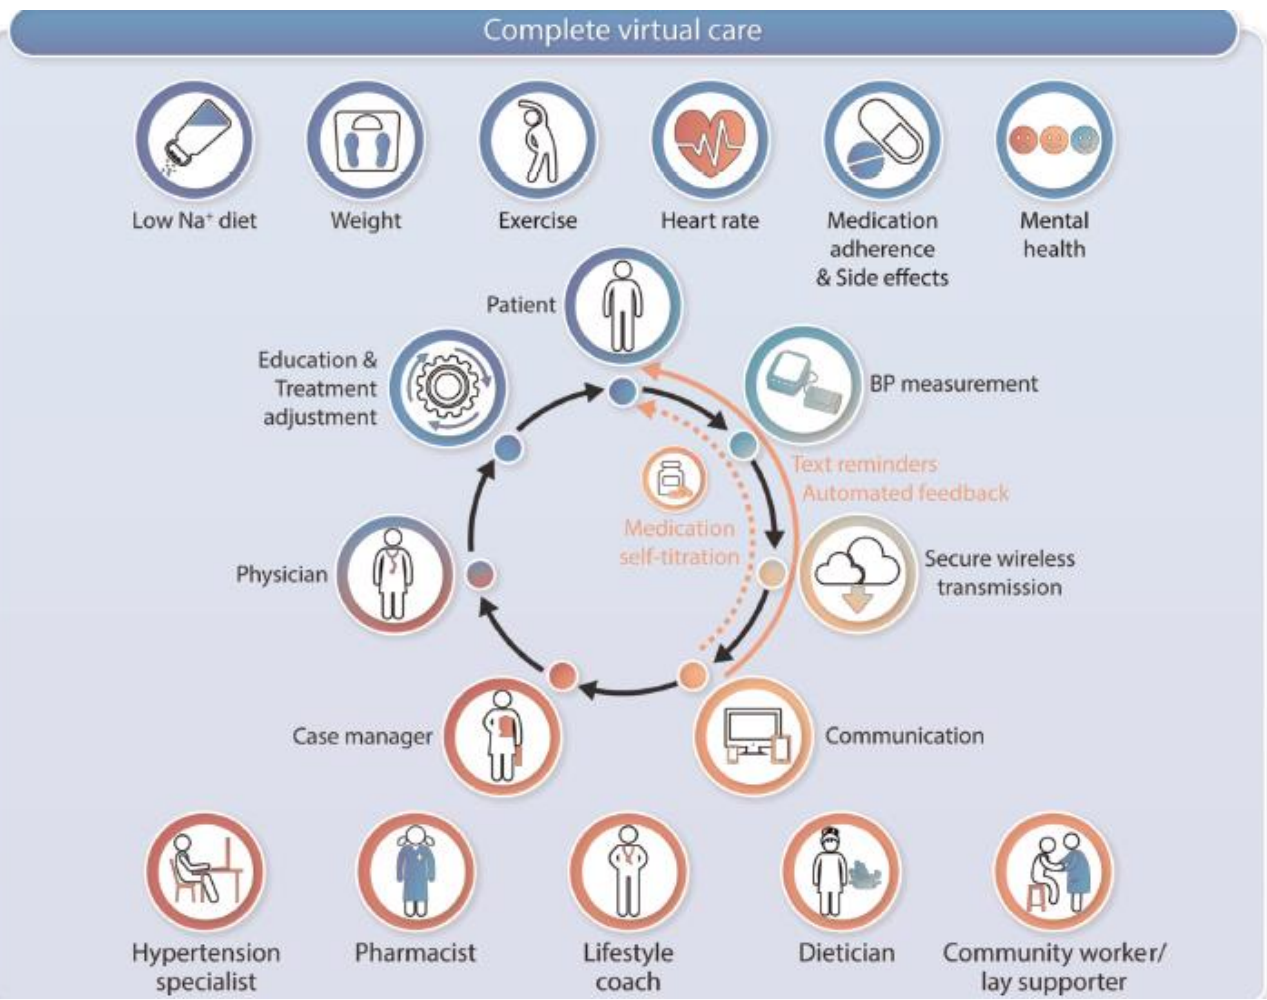 Complete virtual care
Low Na⁺ diet
Weight
Exercise
Heart rate
Medication
adherence
& Side effects
Mental
health
Patient
Education &
Treatment
adjustment
BP measurement
Text reminders
Automated feedback
Medication
self-titration
Physician
Secure wireless
transmission
Case manager
Communication
Hypertension
specialist
Pharmacist
Lifestyle
coach
Dietician
Community worker/
lay supporter